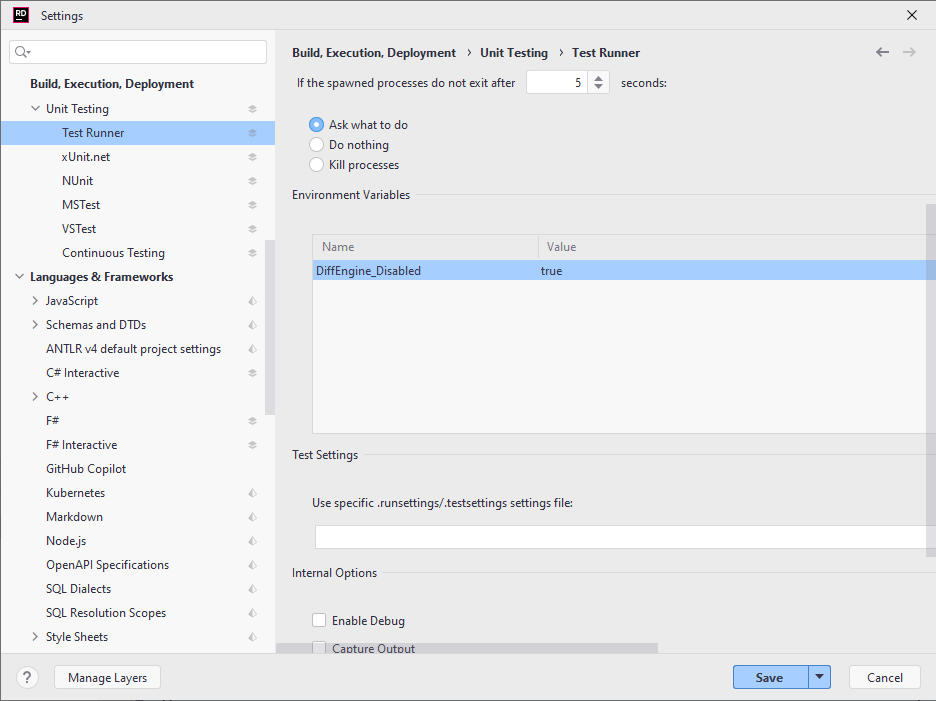 RD
Settings
Build, Execution, Deployment
Unit Testing
Test Runner
xUnit.net
NUnit
MSTest
VSTest
Continuous Testing
Languages & Frameworks
JavaScript
Schemas and DTDs
ANTLR v4 default project settings
C# Interactive
C++
F#
F# Interactive
GitHub Copilot
Kubernetes
Markdown
Node.js
OpenAPI Specifications
SQL Dialects
SQL Resolution Scopes
Style Sheets
Build, Execution, Deployment › Unit Testing › Test Runner
If the spawned processes do not exit after 5 seconds:
Ask what to do
Do nothing
Kill processes
Environment Variables
Name Value
DiffEngine_Disabled true
Test Settings
Use specific .runsettings/.testsettings settings file:
Internal Options
Enable Debug
Capture Output
? Manage Layers Save Cancel